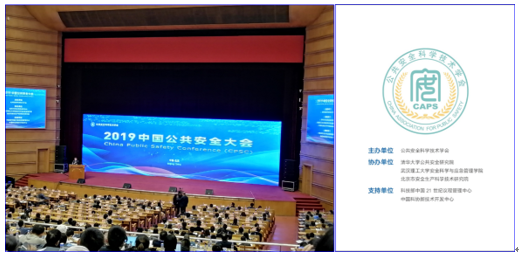 2019中国公共安全大会
China Public Safety Conference (CPSC)
公共安全科学技术学会
CAPS
CHINA ASSOCIATION FOR PUBLIC SAFETY
主办单位 公共安全科学技术学会
协办单位 清华大学公共安全研究院
武汉理工大学安全科学与应急管理学院
北京市安全生产科学技术研究院
支持单位 科技部中国 21 世纪议程管理中心
中国科协新技术开发中心